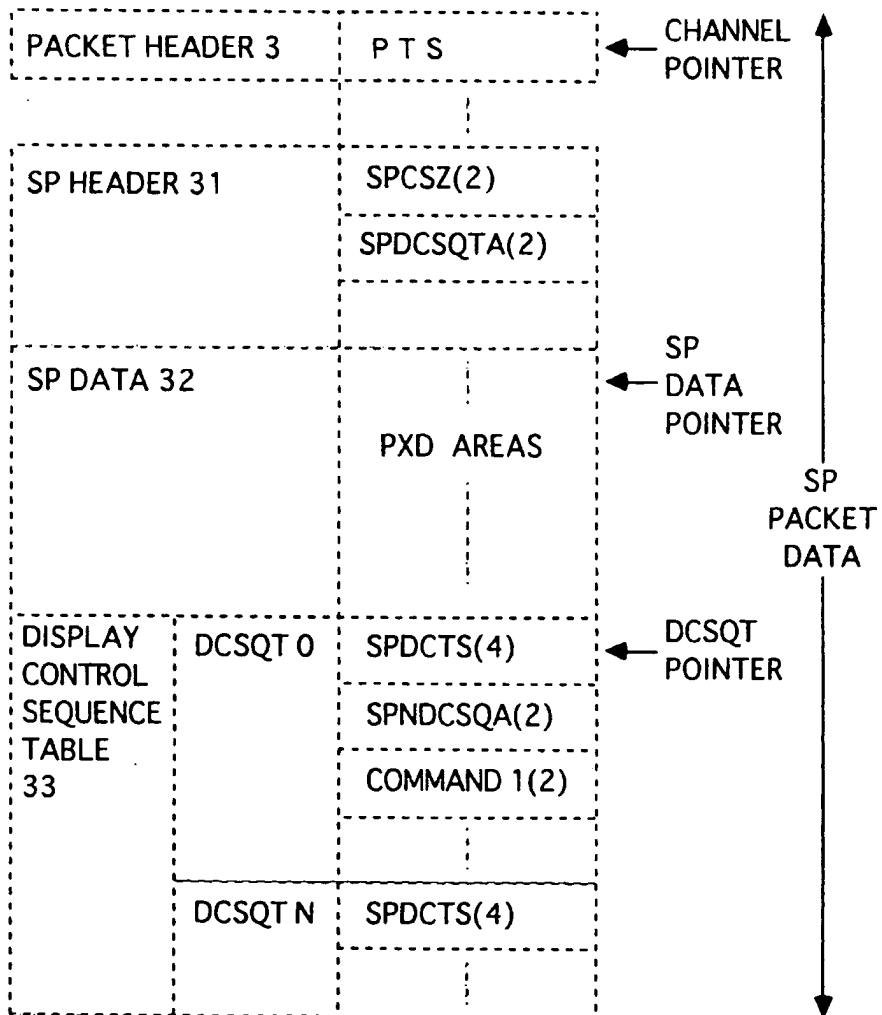 PACKET HEADER 3
P T S
CHANNEL
POINTER
SP HEADER 31
SPCSZ(2)
SPDCSQTA(2)
SP DATA 32
PXD AREAS
SP
DATA
POINTER
SP
PACKET
DATA
DISPLAY
CONTROL
SEQUENCE
TABLE
33
DCSQT 0
SPDCTS(4)
DCSQT
POINTER
SPNDCSQA(2)
COMMAND 1(2)
DCSQT N
SPDCTS(4)